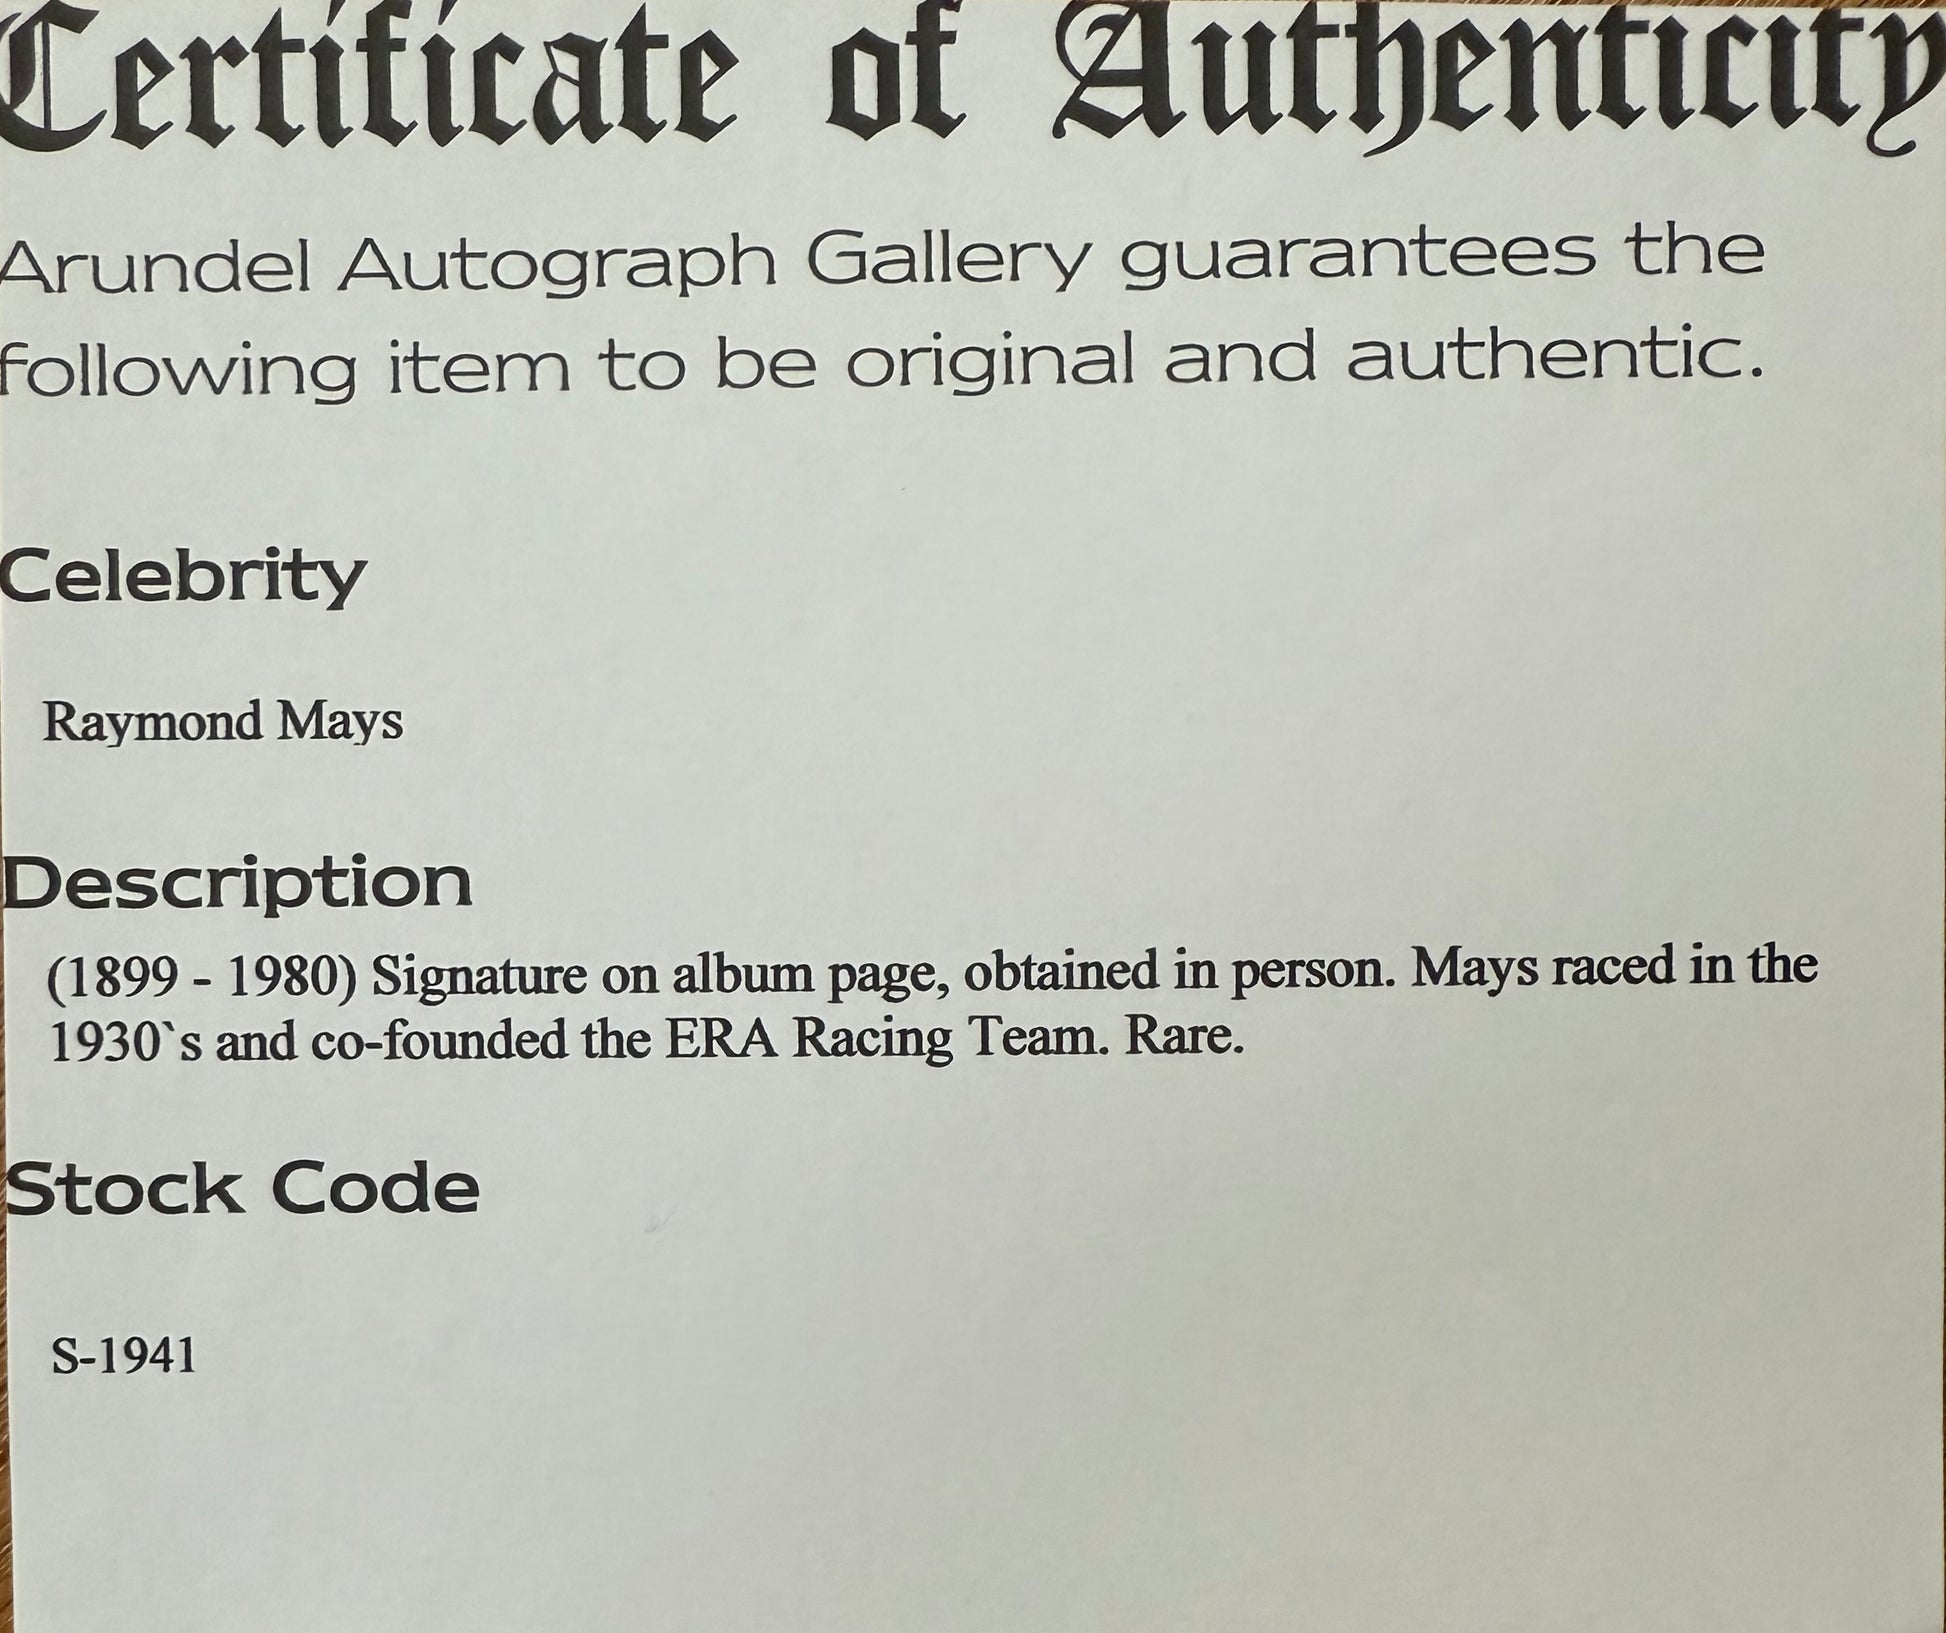 Certificate of Authenticity
Arundel Autograph Gallery guarantees the
following item to be original and authentic.
Celebrity
Raymond Mays
Description
(1899 - 1980) Signature on album page, obtained in person. Mays raced in the
1930`s and co-founded the ERA Racing Team. Rare.
Stock Code
S-1941